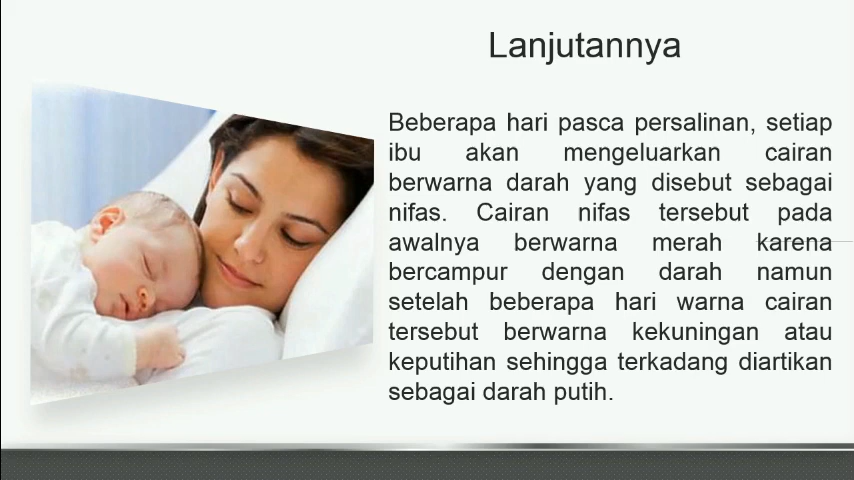 Lanjutannya
Beberapa hari pasca persalinan, setiap
ibu akan mengeluarkan cairan
berwarna darah yang disebut sebagai
nifas. Cairan nifas tersebut pada
awalnya berwarna merah karena
bercampur dengan darah namun
setelah beberapa hari warna cairan
tersebut berwarna kekuningan atau
keputihan sehingga terkadang diartikan
sebagai darah putih.